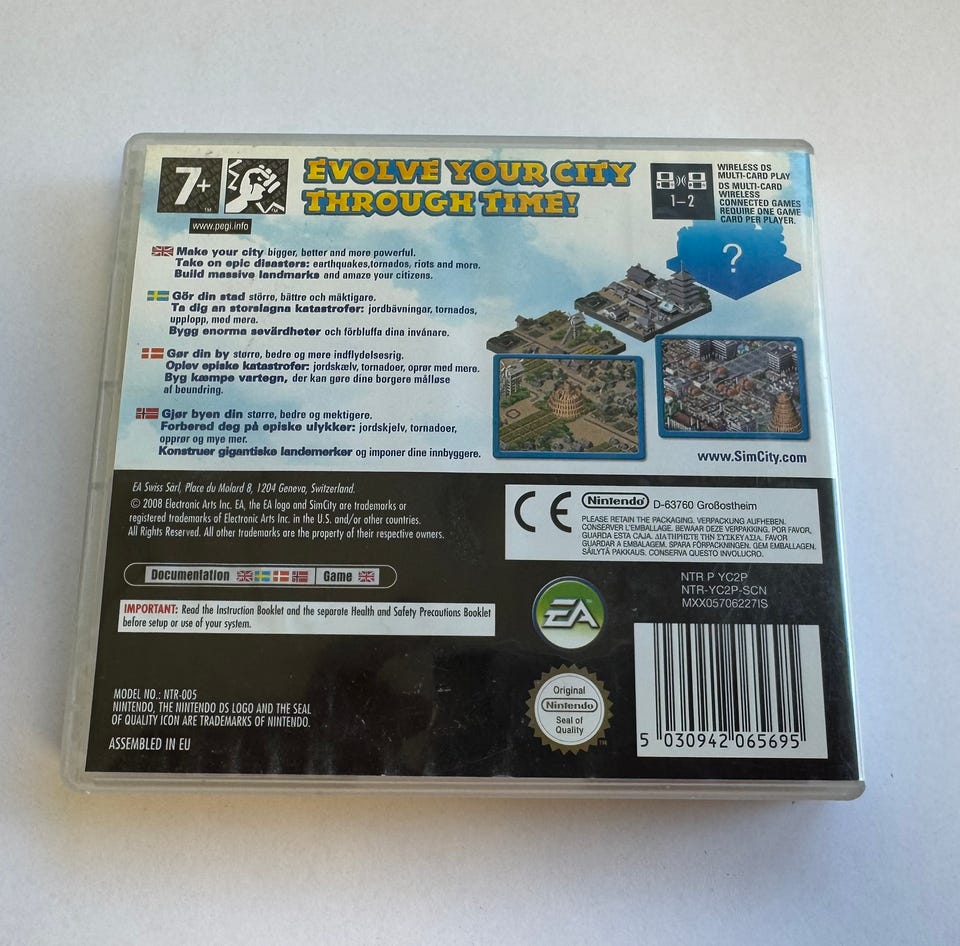 7+
TM
TM
www.pegi.info
EVOLVE YOUR CITY
THROUGH TIME!
1-2
WIRELESS DS
MULTI-CARD PLAY
DS MULTI-CARD
WIRELESS
CONNECTED GAMES
REQUIRE ONE GAME
CARD PER PLAYER.
?
Make your city bigger, better and more powerful.
Take on epic disasters: earthquakes,tornados, riots and more.
Build massive landmarks and amaze your citizens.
Gör din stad större, bättre och mäktigare.
Ta dig an storslagna katastrofer: jordbävningar, tornados,
upplopp, med mera.
Bygg enorma sevärdheter och förbluffa dina invånare.
Gør din by større, bedre og mere indflydelsesrig.
Oplev episke katastrofer: jordskælv, tornadoer, oprør med mere.
Byg kæmpe vartegn, der kan gøre dine borgere målløse
af beundring.
Gjør byen din større, bedre og mektigere.
Forbered deg på episke ulykker: jordskjelv, tornadoer,
opprør og mye mer.
Konstruer gigantiske landemerker og imponer dine innbyggere.
www.SimCity.com
EA Swiss Sàrl, Place du Molard 8, 1204 Geneva, Switzerland.
© 2008 Electronic Arts Inc. EA, the EA logo and SimCity are trademarks or
registered trademarks of Electronic Arts Inc. in the U.S. and/or other countries.
All Rights Reserved. All other trademarks are the property of their respective owners.
CE Nintendo D-63760 Großostheim
PLEASE RETAIN THE PACKAGING. VERPACKUNG AUFHEBEN.
CONSERVER L'EMBALLAGE. BEWAAR DEZE VERPAKKING. POR FAVOR,
GUARDA ESTA CAJA. ΔΙΑΤΗΡΗΣΤΕ ΤΗΝ ΣΥΣΚΕΥΑΣΙΑ. FAVOR
GUARDAR A EMBALAGEM. SPARA FÖRPACKNINGEN. GEM EMBALLAGEN.
SÄILYTÄ PAKKAUS. CONSERVA QUESTO INVOLUCRO.
Documentation Game
IMPORTANT: Read the Instruction Booklet and the separate Health and Safety Precautions Booklet
before setup or use of your system.
EA
NTR P YC2P
NTR-YC2P-SCN
MXX05706227IS
MODEL NO.: NTR-005
NINTENDO, THE NINTENDO DS LOGO AND THE SEAL
OF QUALITY ICON ARE TRADEMARKS OF NINTENDO.
ASSEMBLED IN EU
Original
Nintendo
Seal of
Quality
TM
5 030942 065695